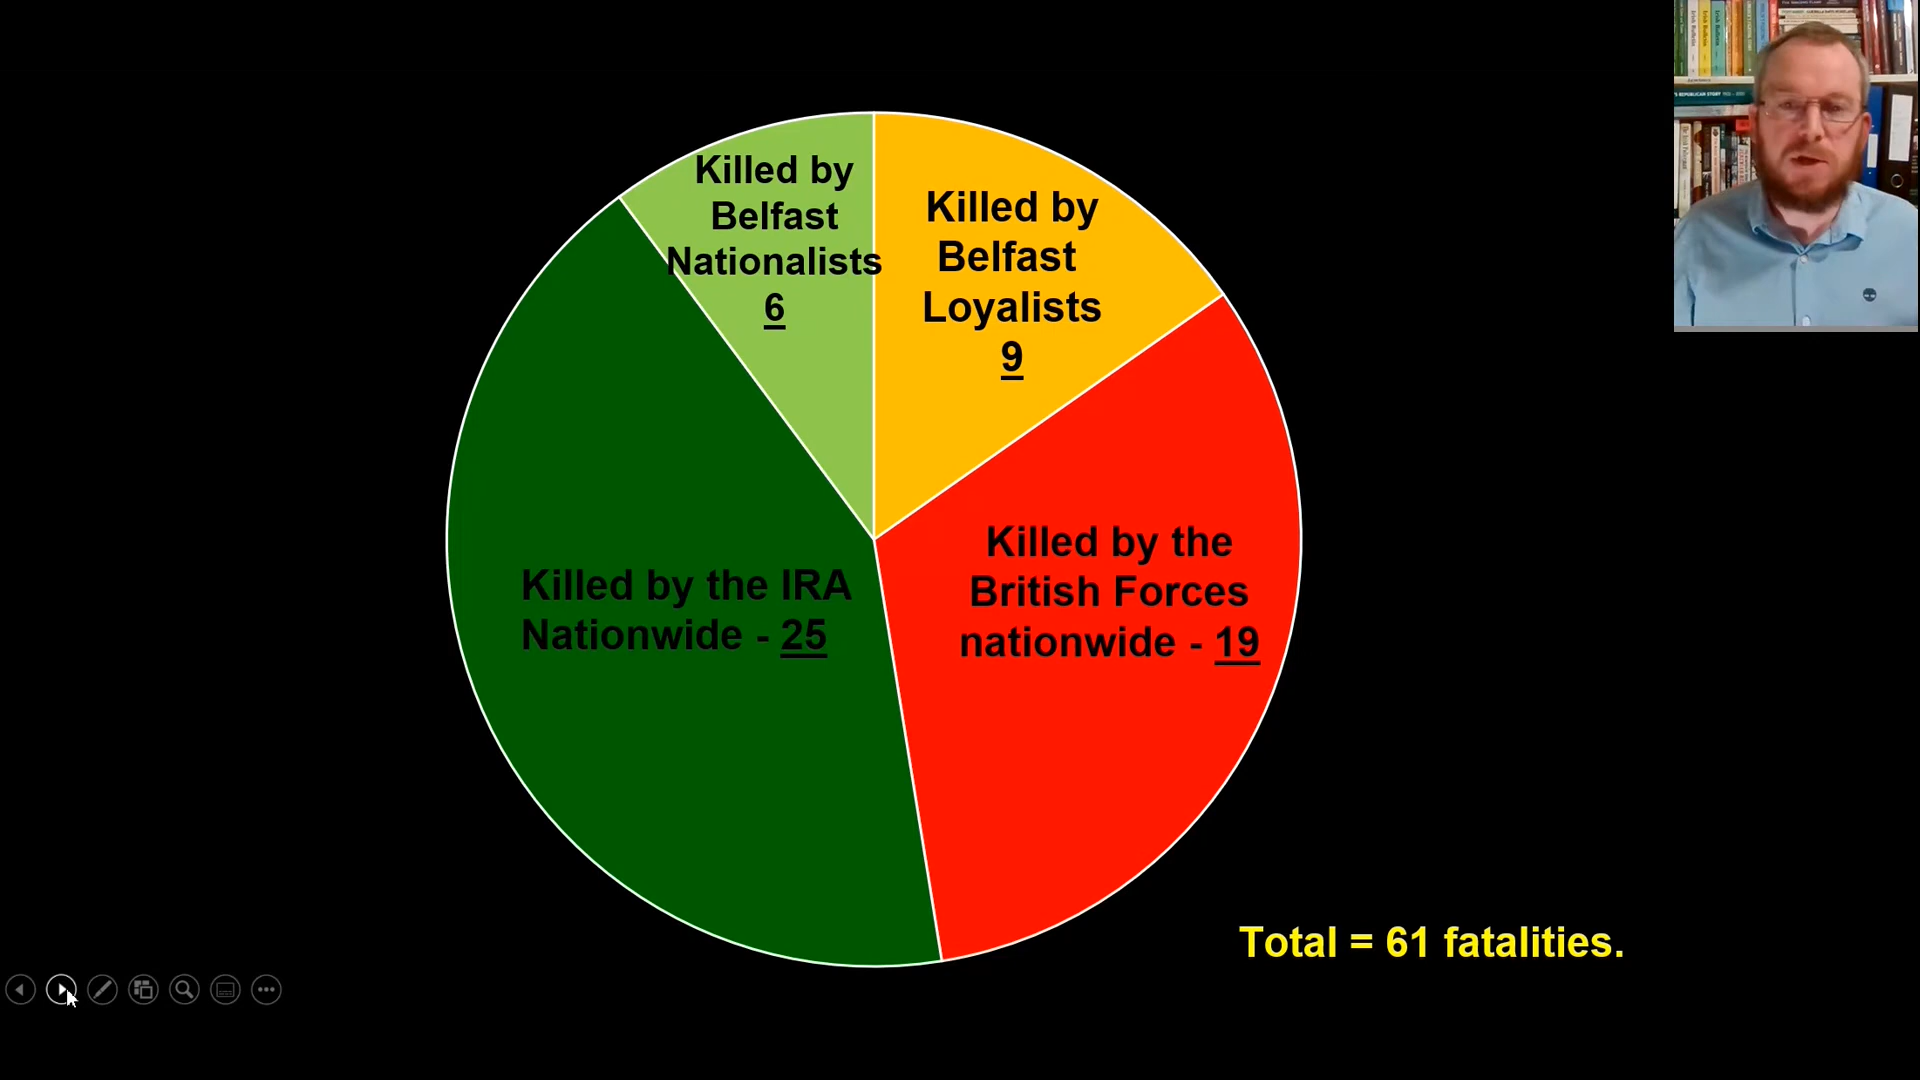 Killed by
Belfast
Nationalists
6
Killed by
Belfast
Loyalists
9
Killed by the IRA
Nationwide - 25
Killed by the
British Forces
nationwide - 19
Total = 61 fatalities.